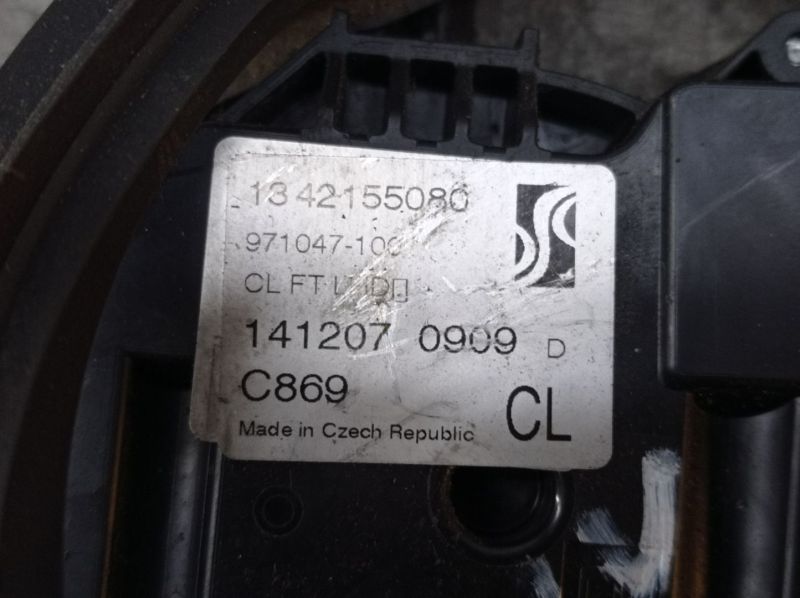 1342155080
971047-10
CL FT
141207 0909 D
C869
CL
Made in Czech Republic